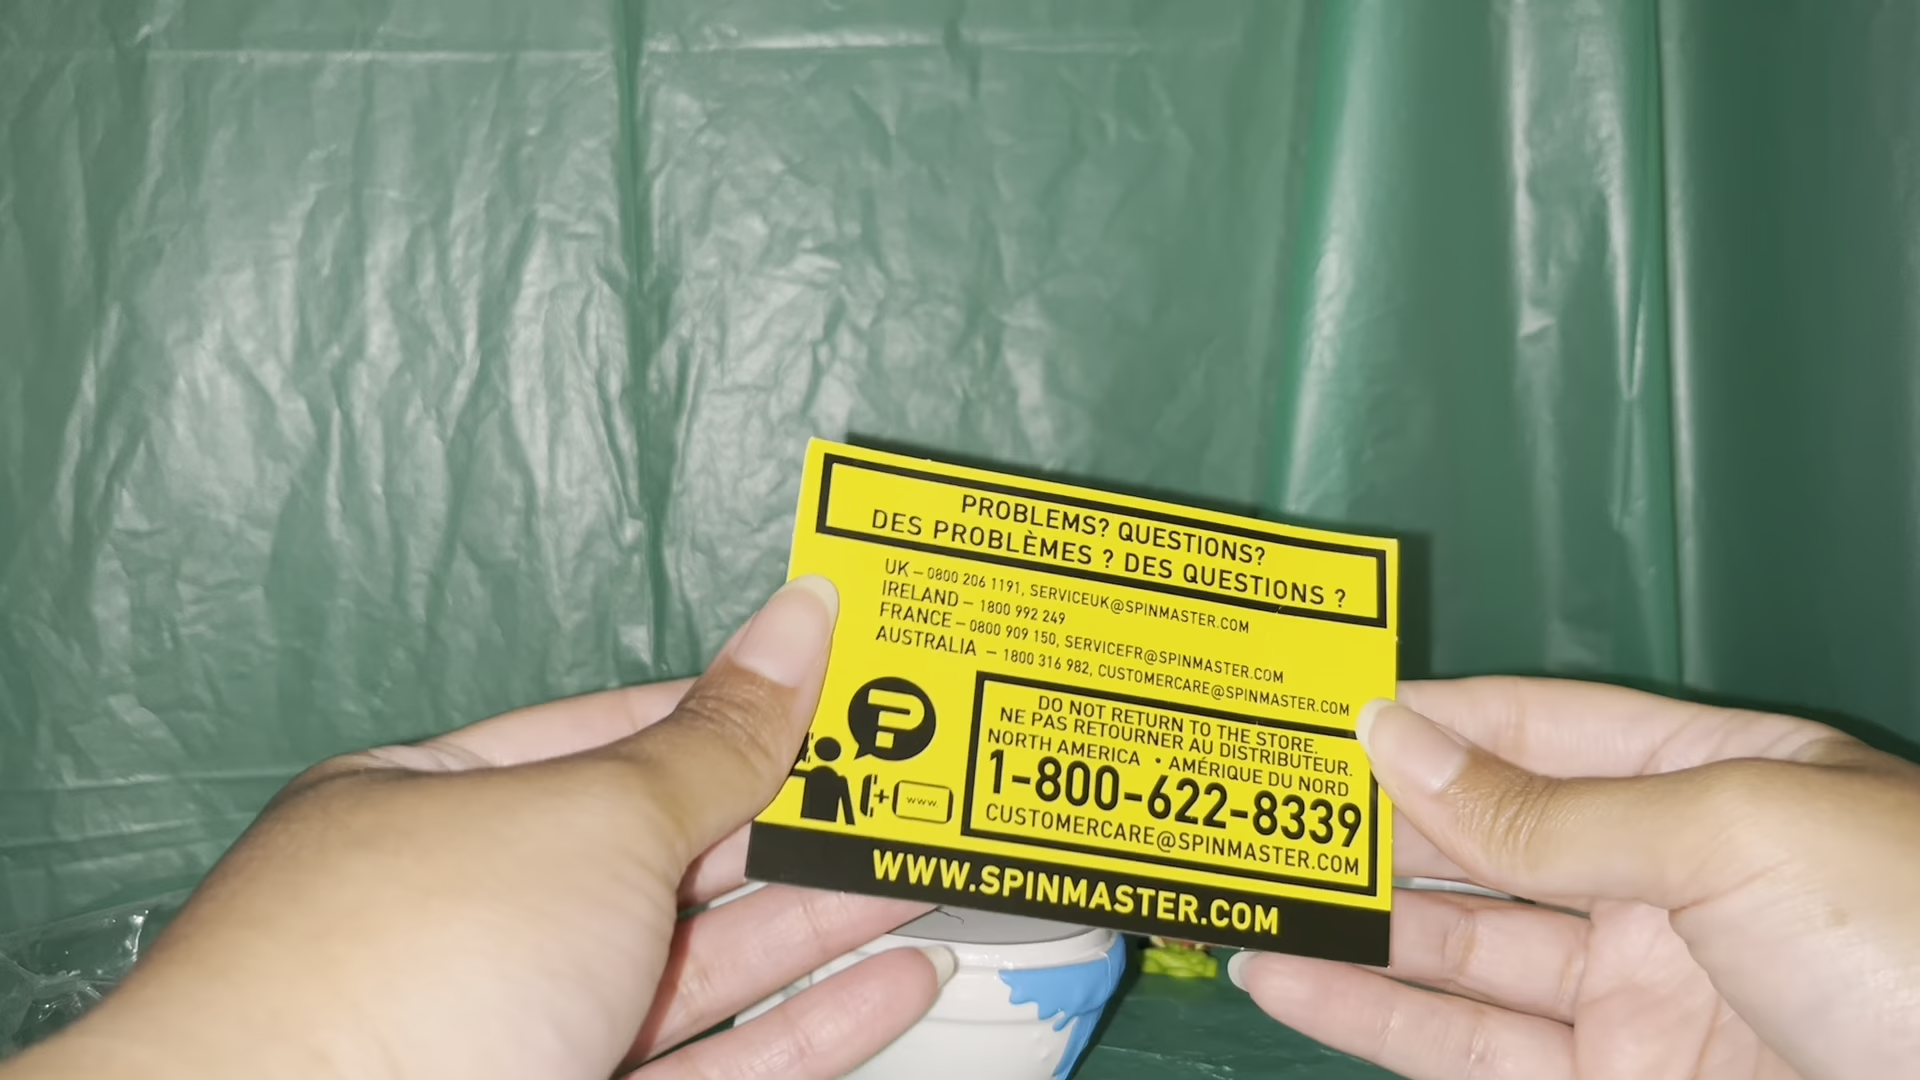 PROBLEMS? QUESTIONS?
DES PROBLÈMES ? DES QUESTIONS ?
UK – 0800 206 1191, SERVICEUK@SPINMASTER.COM
IRELAND – 1800 992 249
FRANCE – 0800 909 150, SERVICEFR@SPINMASTER.COM
AUSTRALIA – 1800 316 982, CUSTOMERCARE@SPINMASTER.COM
?
+ WWW.
DO NOT RETURN TO THE STORE.
NE PAS RETOURNER AU DISTRIBUTEUR.
NORTH AMERICA • AMÉRIQUE DU NORD
1-800-622-8339
CUSTOMERCARE@SPINMASTER.COM
WWW.SPINMASTER.COM